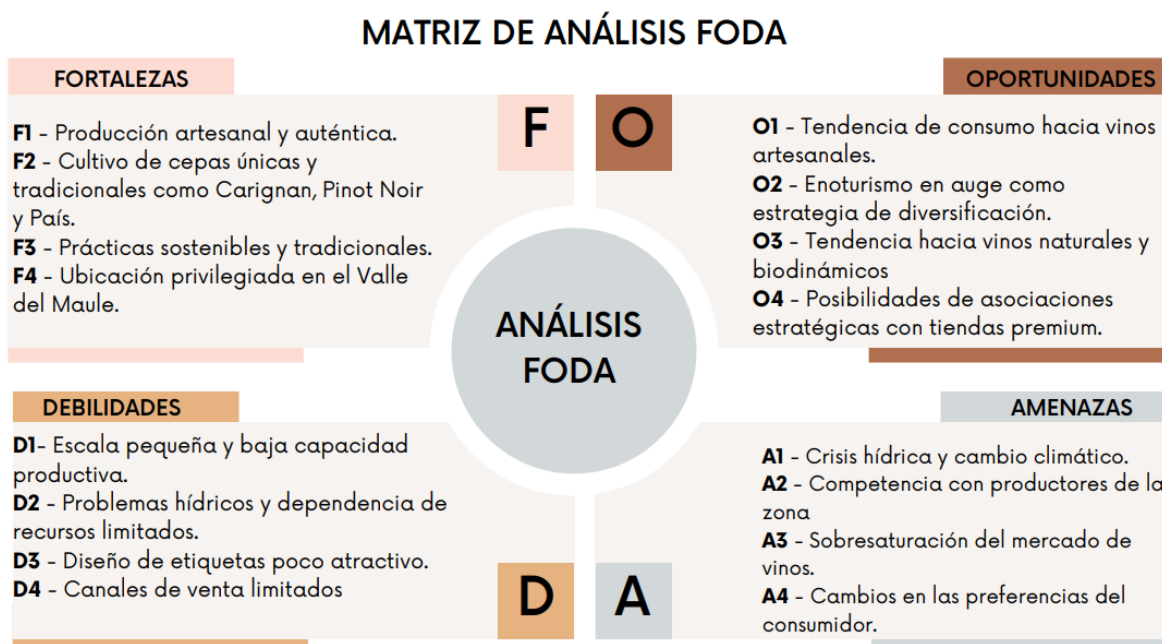 MATRIZ DE ANÁLISIS FODA
FORTALEZAS
F1 - Producción artesanal y auténtica.
F2 - Cultivo de cepas únicas y
tradicionales como Carignan, Pinot Noir
y País.
F3 - Prácticas sostenibles y tradicionales.
F4 - Ubicación privilegiada en el Valle
del Maule.
F
O
OPORTUNIDADES
O1 - Tendencia de consumo hacia vinos
artesanales.
O2 - Enoturismo en auge como
estrategia de diversificación.
O3 - Tendencia hacia vinos naturales y
biodinámicos
O4 - Posibilidades de asociaciones
estratégicas con tiendas premium.
ANÁLISIS
FODA
DEBILIDADES
D1- Escala pequeña y baja capacidad
productiva.
D2 - Problemas hídricos y dependencia de
recursos limitados.
D3 - Diseño de etiquetas poco atractivo.
D4 - Canales de venta limitados
D
A
AMENAZAS
A1 - Crisis hídrica y cambio climático.
A2 - Competencia con productores de la
zona
A3 - Sobresaturación del mercado de
vinos.
A4 - Cambios en las preferencias del
consumidor.